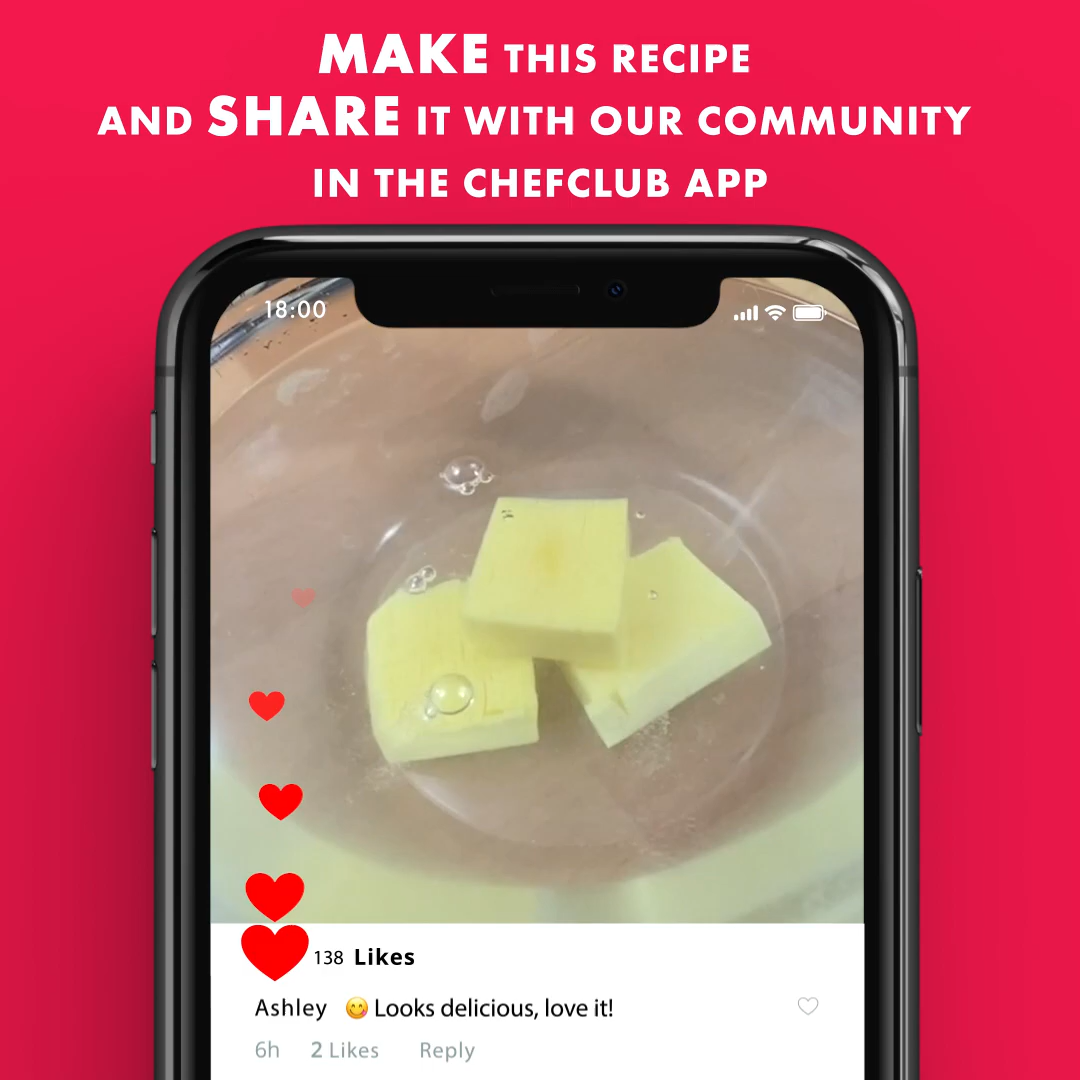 MAKE THIS RECIPE
AND SHARE IT WITH OUR COMMUNITY
IN THE CHEFCLUB APP
18:00
138 Likes
Ashley 😋 Looks delicious, love it!
6h 2 Likes Reply